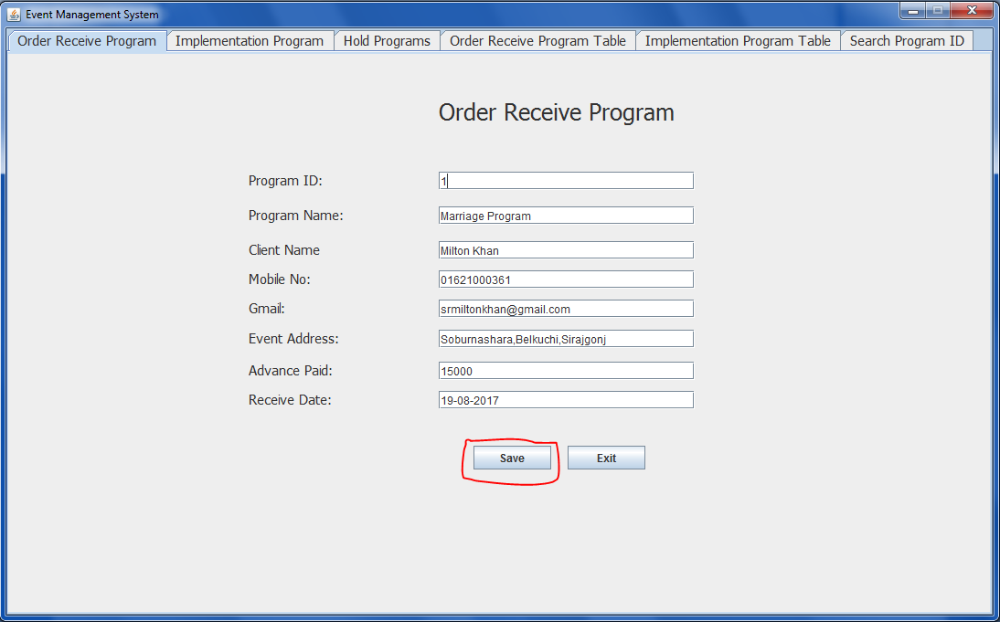 Event Management System
Order Receive Program Implementation Program Hold Programs Order Receive Program Table Implementation Program Table Search Program ID
Order Receive Program
Program ID: 1
Program Name: Marriage Program
Client Name Milton Khan
Mobile No: 01621000361
Gmail: srmiltonkhan@gmail.com
Event Address: Soburnashara,Belkuchi,Sirajgonj
Advance Paid: 15000
Receive Date: 19-08-2017
Save Exit